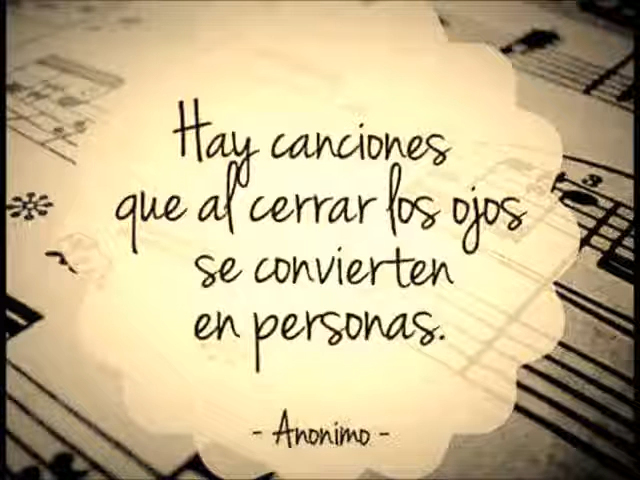 Hay canciones
que al cerrar los ojos
se convierten
en personas.
- Anonimo -